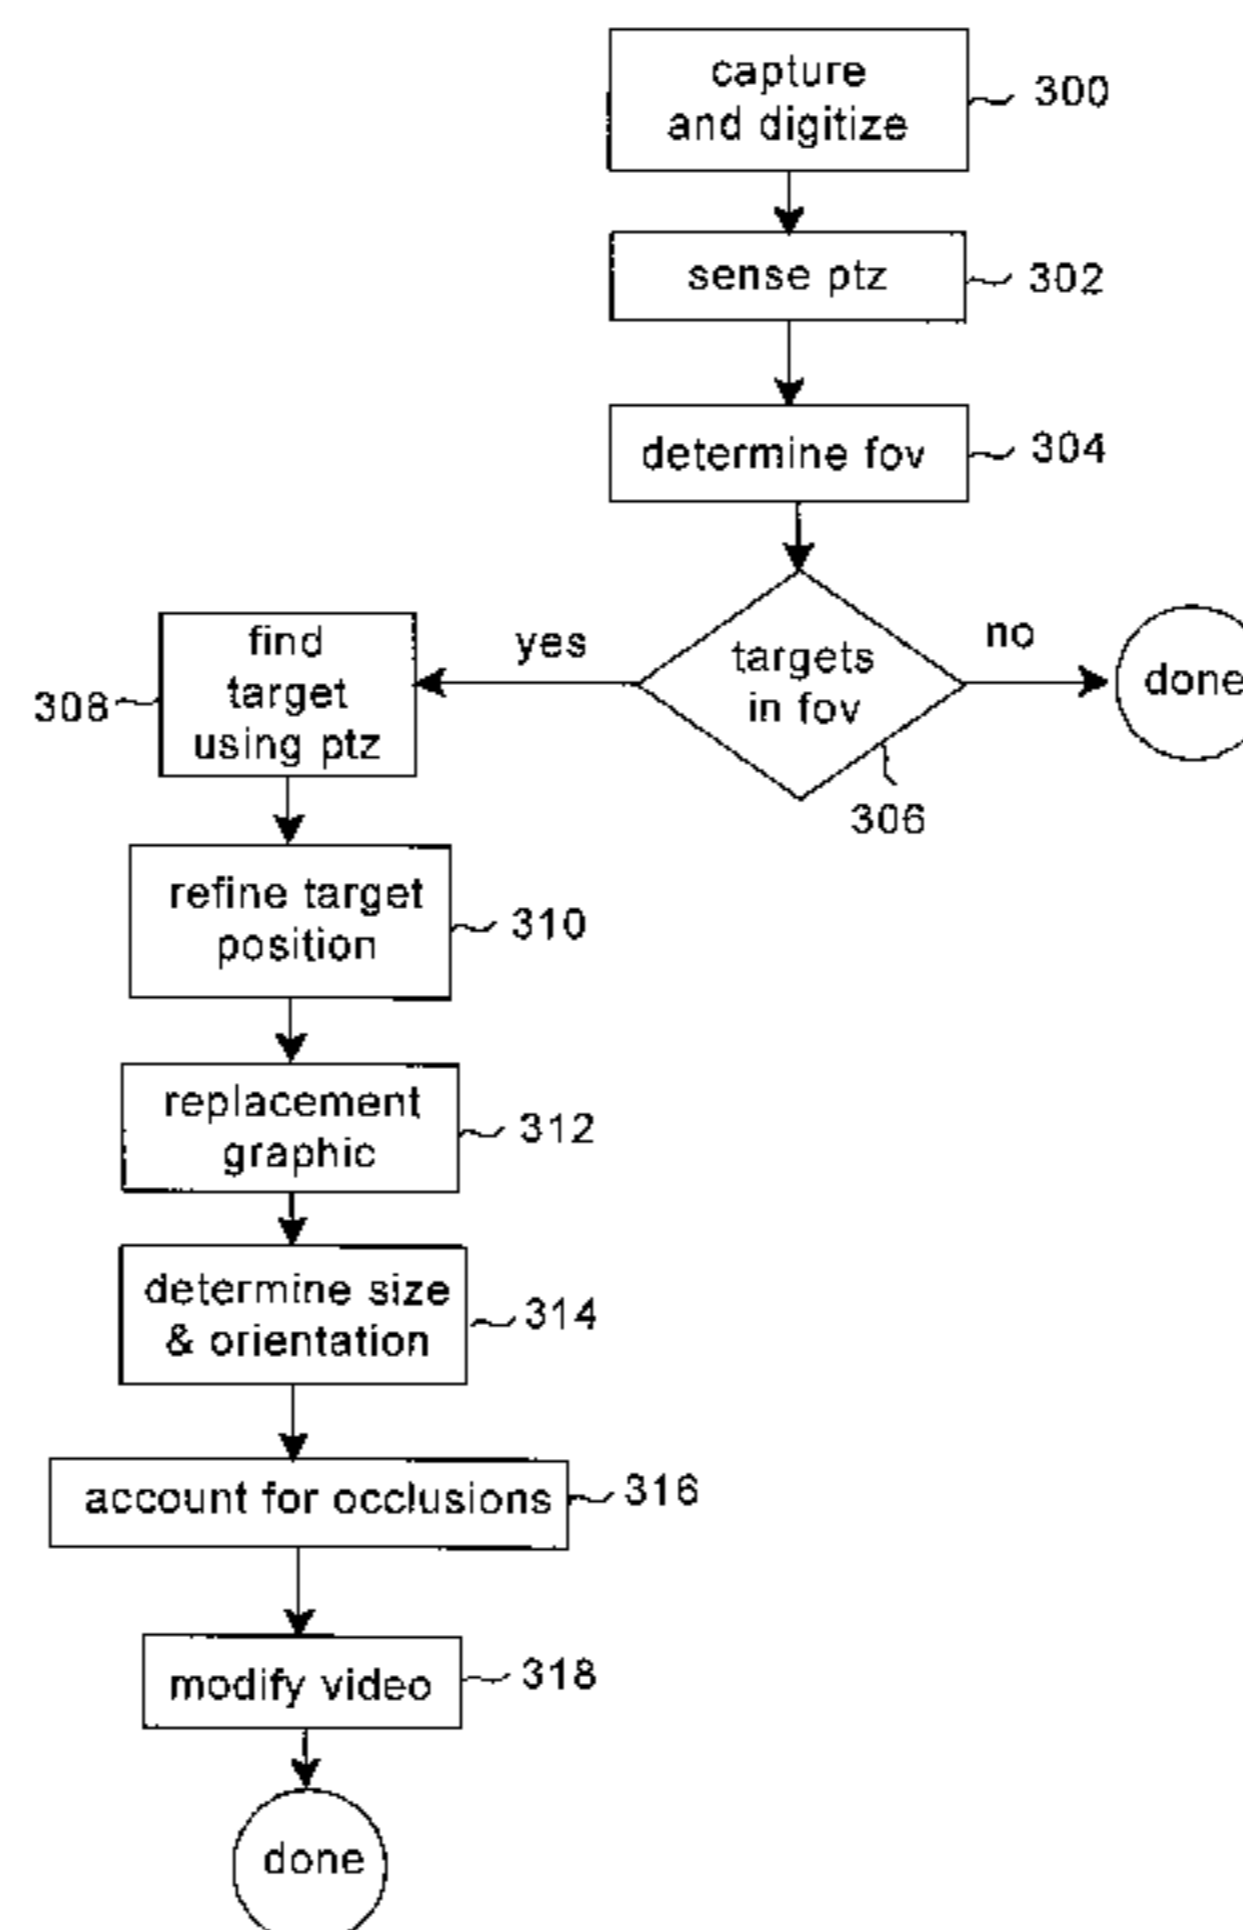 capture
and digitize
300
sense ptz
302
determine fov
304
targets
in fov
306
yes
no
done
find
target
using ptz
308
refine target
position
310
replacement
graphic
312
determine size
& orientation
314
account for occlusions
316
modify video
318
done